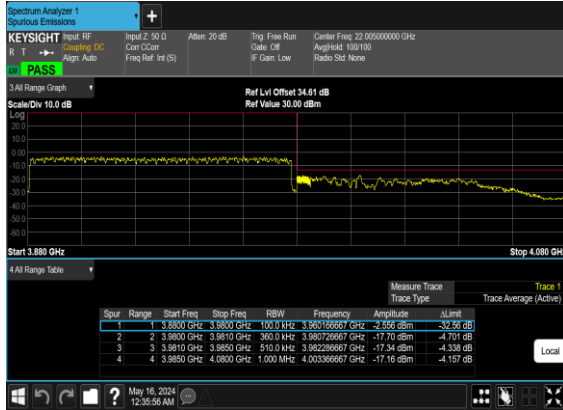 Spectrum Analyzer 1
Spurious Emissions
+
KEYSIGHT Input: RF Input Z: 50 Ω Atten: 20 dB Trig: Free Run Center Freq: 22.005000000 GHz
R T Coupling: DC Corr CCorr Gate: Off Avg|Hold: 100/100
Align: Auto Freq Ref: Int (S) IF Gain: Low Radio Std: None
PASS
3 All Range Graph Ref Lvl Offset 34.61 dB
Scale/Div 10.0 dB Ref Value 30.00 dBm
Log
20.0
10.0
0.00
-10.0
-20.0
-30.0
-40.0
-50.0
-60.0
Start 3.880 GHz Stop 4.080 GHz
4 All Range Table
Measure Trace Trace 1
Trace Type Trace Average (Active)
Spur Range Start Freq Stop Freq RBW Frequency Amplitude ΔLimit
1 1 3.8800 GHz 3.9800 GHz 100.0 kHz 3.960166667 GHz -2.556 dBm -32.56 dB
2 2 3.9800 GHz 3.9810 GHz 360.0 kHz 3.980726667 GHz -17.70 dBm -4.701 dB
3 3 3.9810 GHz 3.9850 GHz 510.0 kHz 3.982286667 GHz -17.34 dBm -4.338 dB
4 4 3.9850 GHz 4.0800 GHz 1.000 MHz 4.003366667 GHz -17.16 dBm -4.157 dB
Local
? May 16, 2024
12:35:56 AM